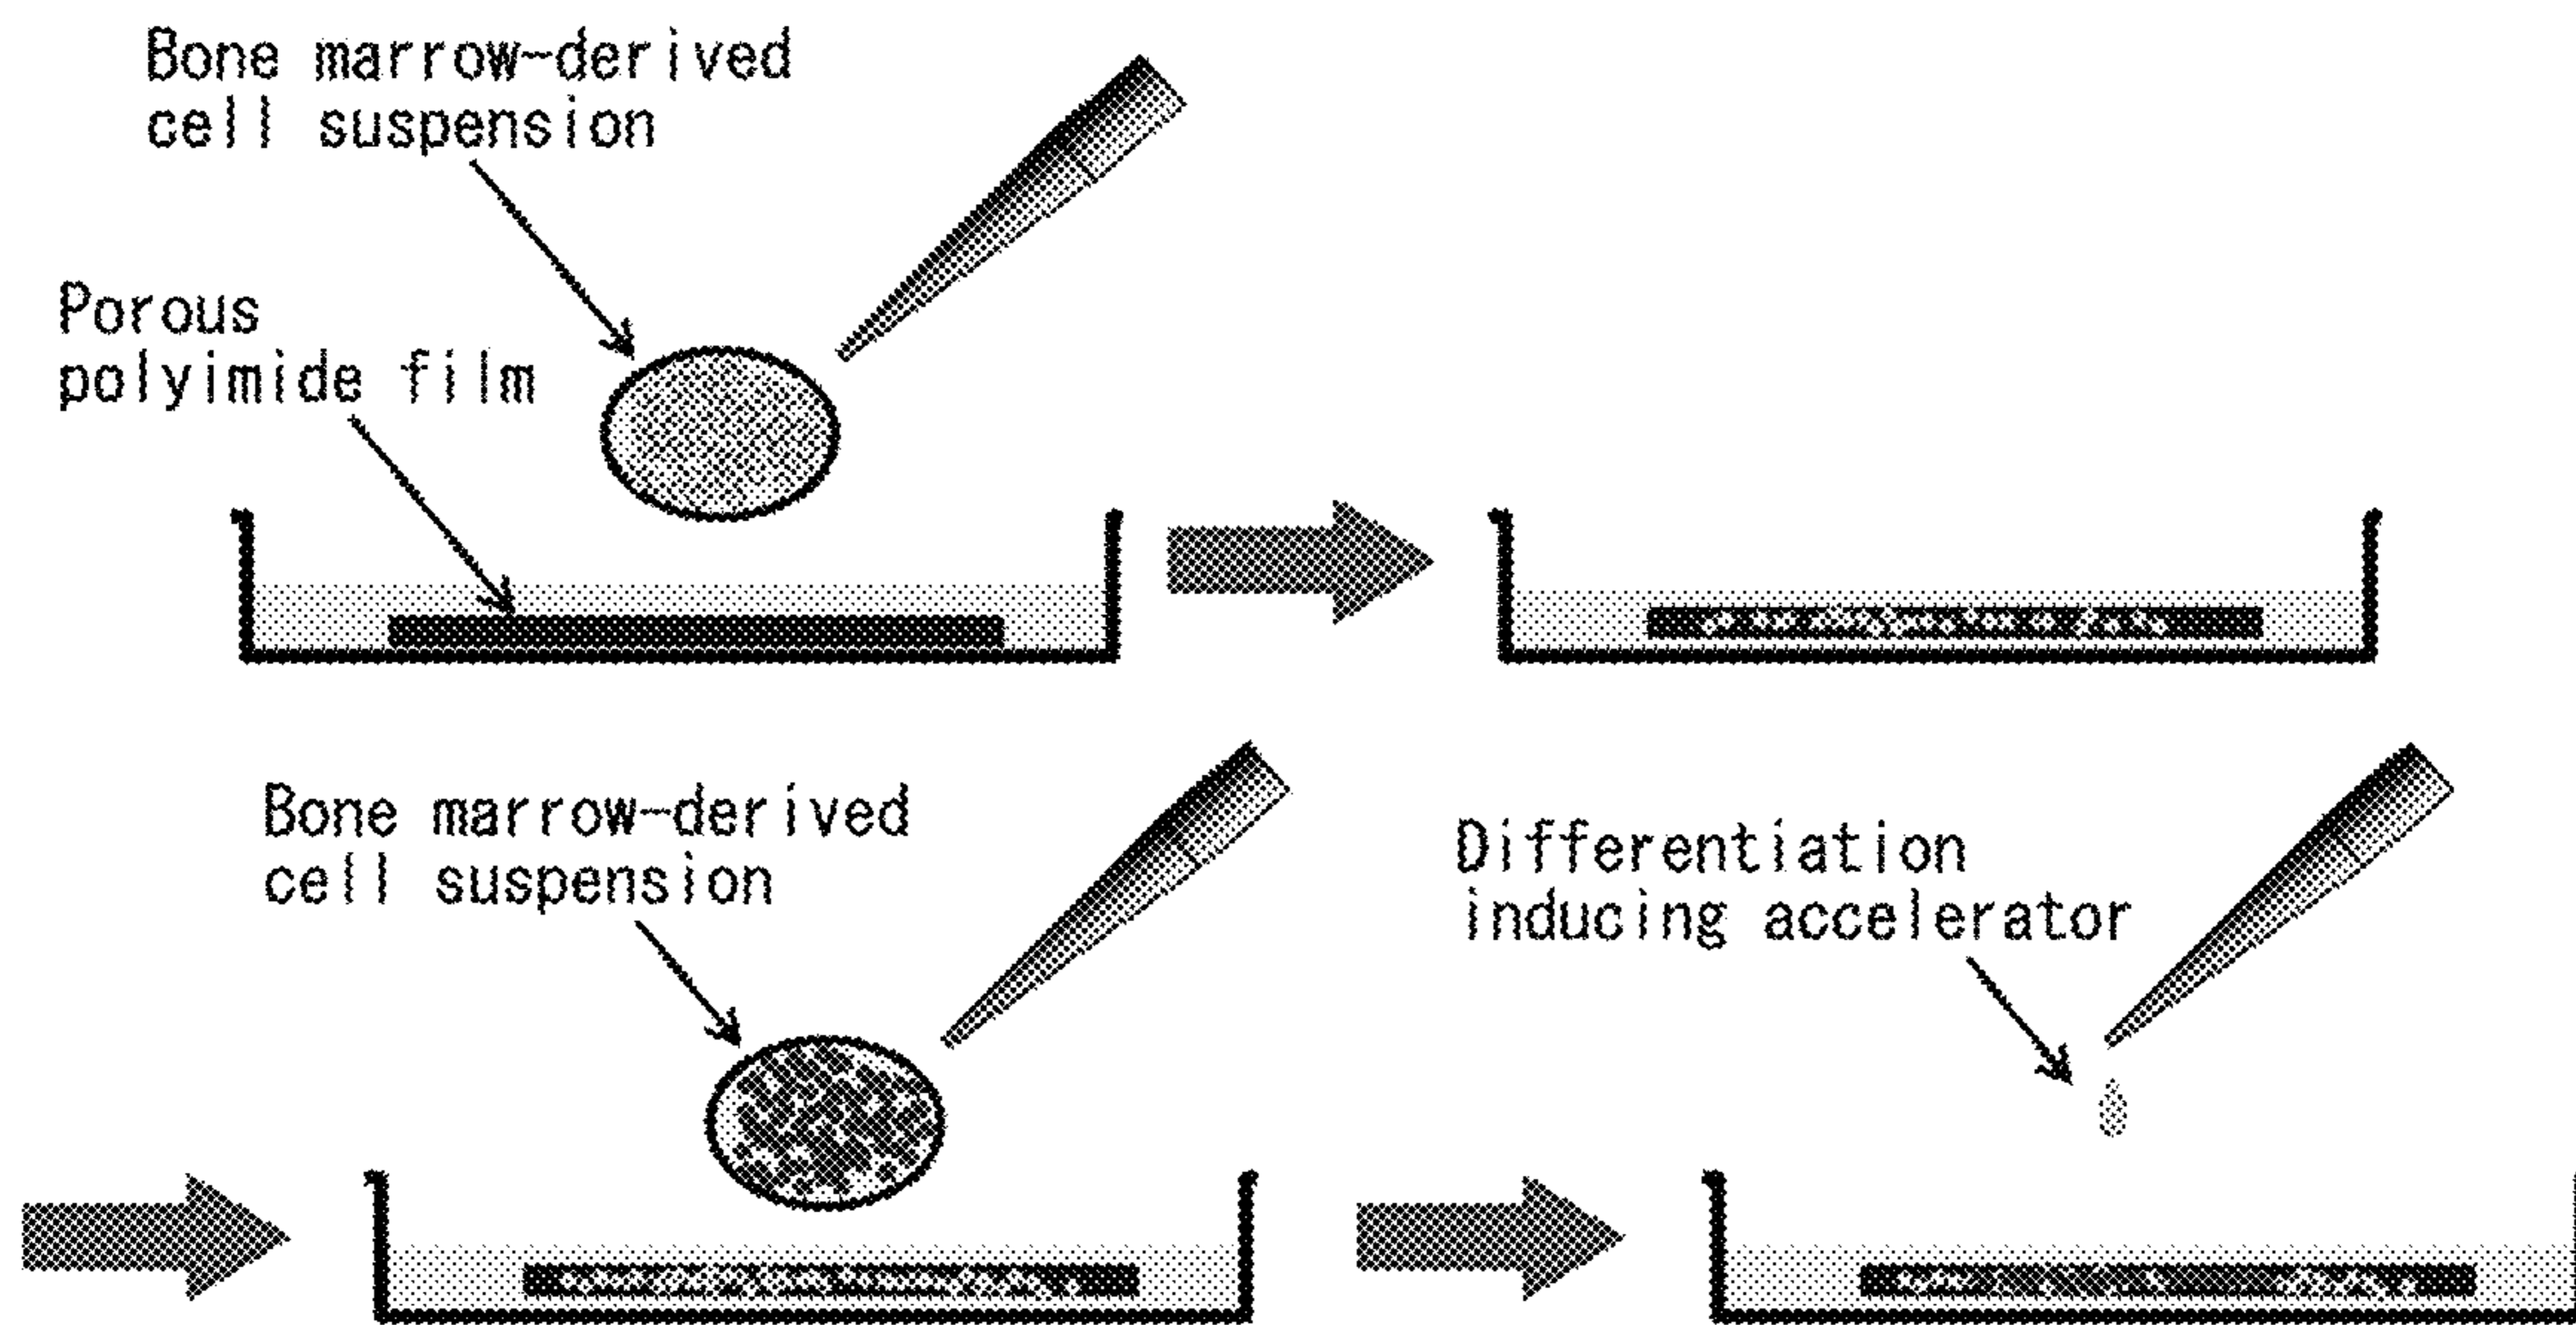 Bone marrow-derived
cell suspension
Porous
polyimide film
Bone marrow-derived
cell suspension
Differentiation
inducing accelerator